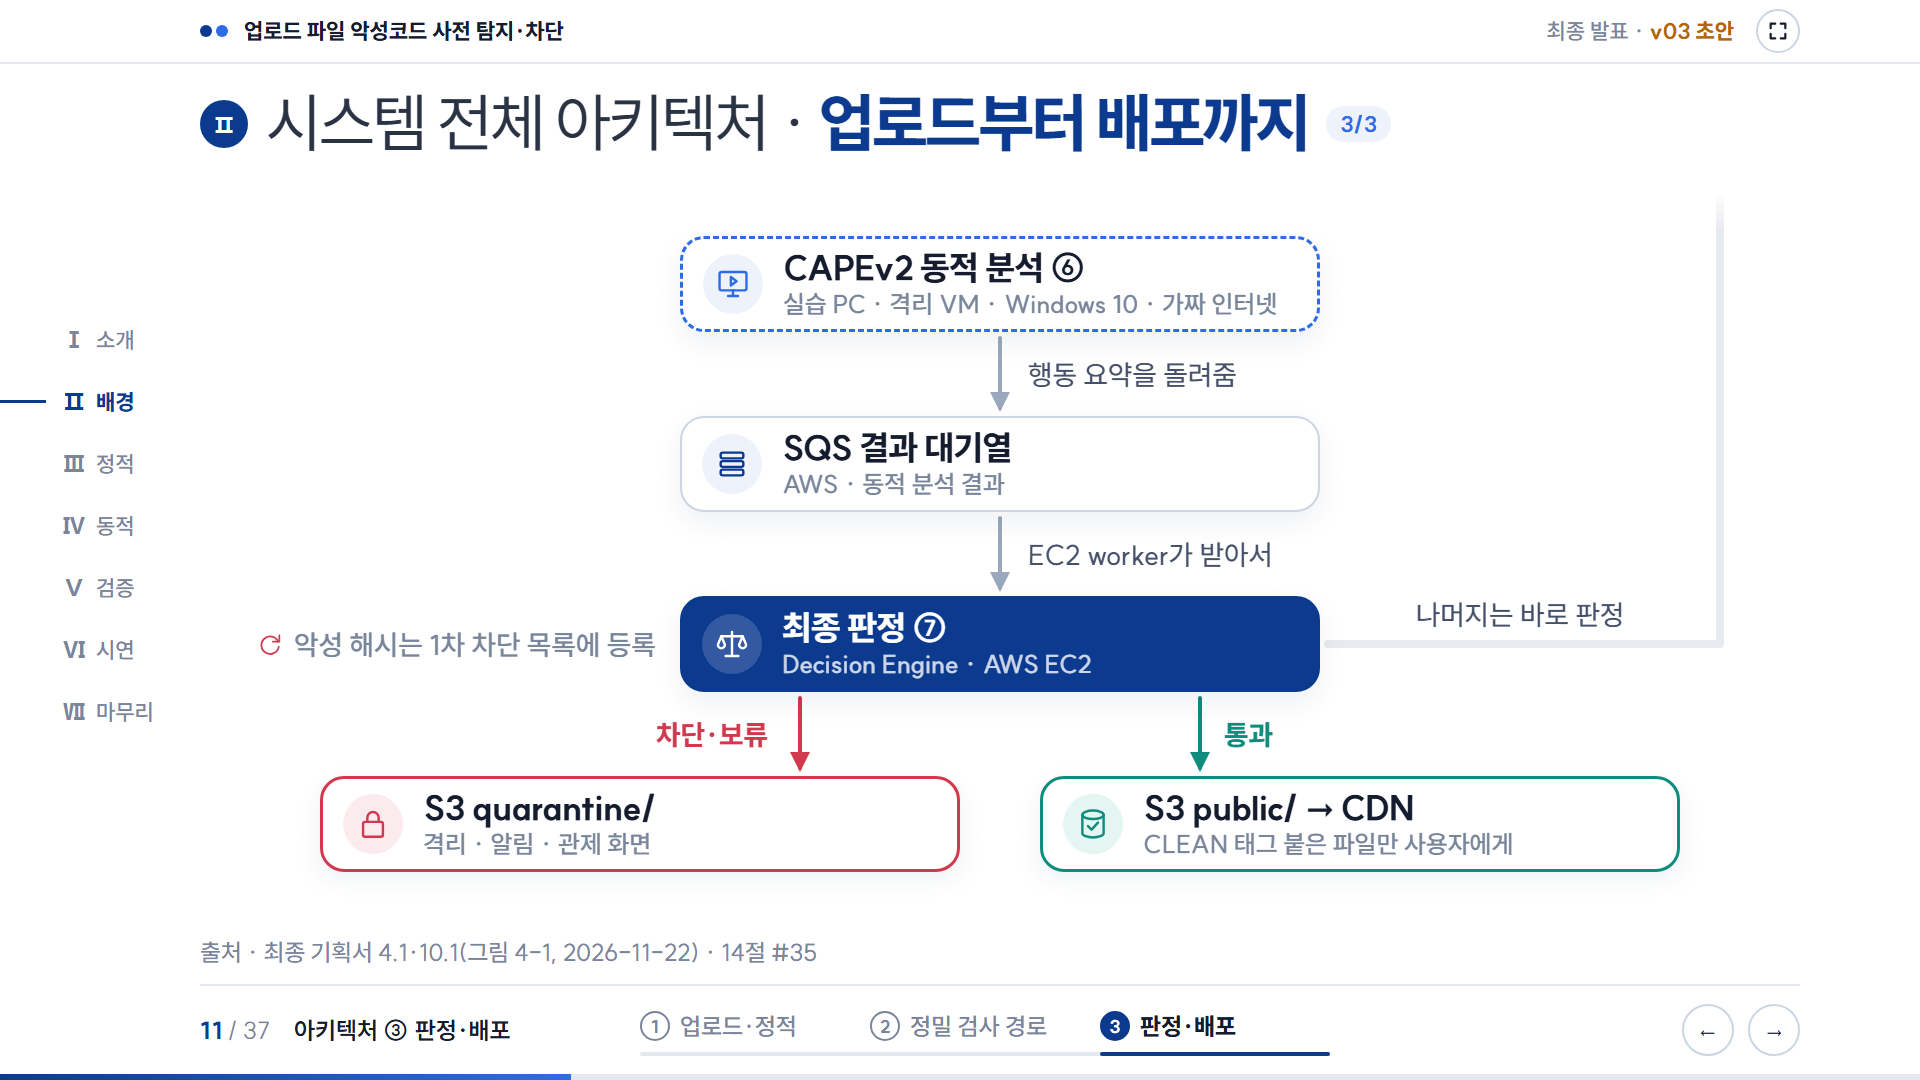 업로드 파일 악성코드 사전 탐지·차단
최종 발표 · v03 초안
Ⅱ 시스템 전체 아키텍처 · 업로드부터 배포까지 3/3
Ⅰ 소개
Ⅱ 배경
Ⅲ 정적
Ⅳ 동적
Ⅴ 검증
Ⅵ 시연
Ⅶ 마무리
CAPEv2 동적 분석 ⑥
실습 PC · 격리 VM · Windows 10 · 가짜 인터넷
행동 요약을 돌려줌
SQS 결과 대기열
AWS · 동적 분석 결과
EC2 worker가 받아서
나머지는 바로 판정
악성 해시는 1차 차단 목록에 등록
최종 판정 ⑦
Decision Engine · AWS EC2
차단·보류
통과
S3 quarantine/
격리 · 알림 · 관제 화면
S3 public/ → CDN
CLEAN 태그 붙은 파일만 사용자에게
출처 · 최종 기획서 4.1·10.1(그림 4-1, 2026-11-22) · 14절 #35
11 / 37 아키텍처 ③ 판정·배포
① 업로드·정적
② 정밀 검사 경로
③ 판정·배포
← →